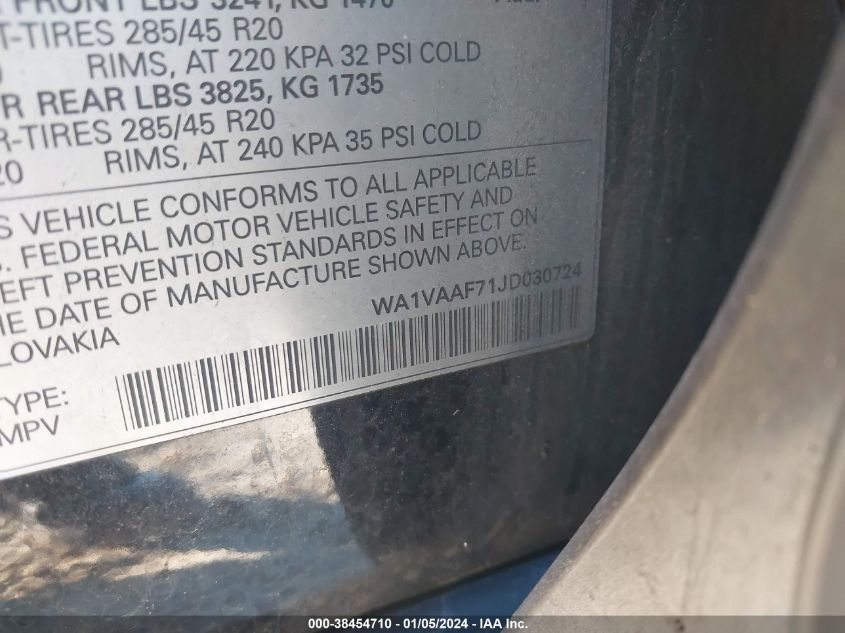 FRONT LBS 3241, KG 1470
T-TIRES 285/45 R20
RIMS, AT 220 KPA 32 PSI COLD
R REAR LBS 3825, KG 1735
R-TIRES 285/45 R20
20 RIMS, AT 240 KPA 35 PSI COLD
S VEHICLE CONFORMS TO ALL APPLICABLE
. FEDERAL MOTOR VEHICLE SAFETY AND
EFT PREVENTION STANDARDS IN EFFECT ON
HE DATE OF MANUFACTURE SHOWN ABOVE.
WA1VAAF71JD030724
LOVAKIA
TYPE:
MPV
000-38454710 - 01/05/2024 - IAA Inc.